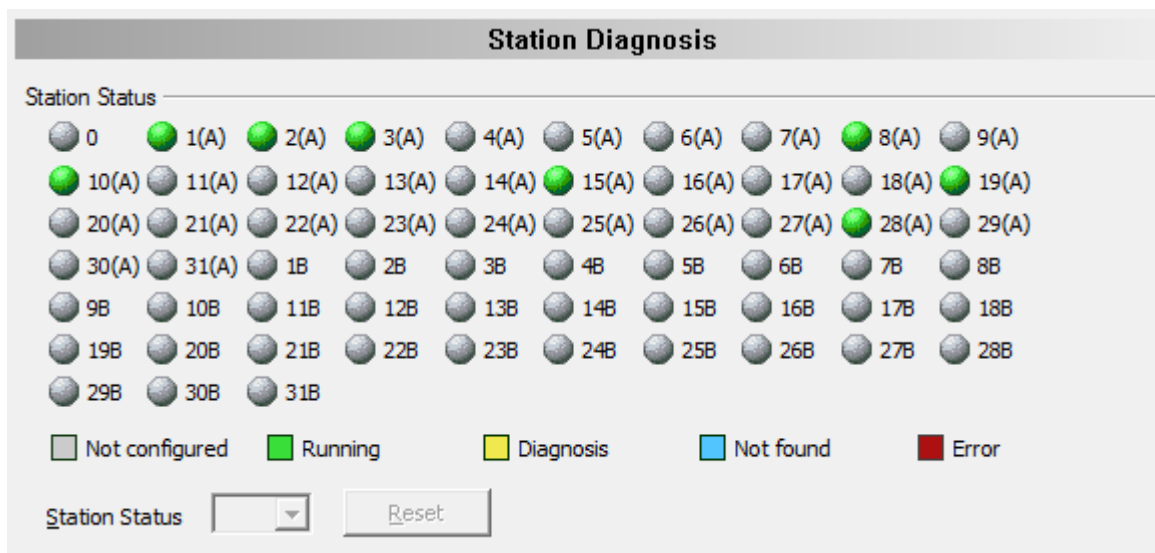 Station Diagnosis
Station Status
0 1(A) 2(A) 3(A) 4(A) 5(A) 6(A) 7(A) 8(A) 9(A)
10(A) 11(A) 12(A) 13(A) 14(A) 15(A) 16(A) 17(A) 18(A) 19(A)
20(A) 21(A) 22(A) 23(A) 24(A) 25(A) 26(A) 27(A) 28(A) 29(A)
30(A) 31(A) 1B 2B 3B 4B 5B 6B 7B 8B
9B 10B 11B 12B 13B 14B 15B 16B 17B 18B
19B 20B 21B 22B 23B 24B 25B 26B 27B 28B
29B 30B 31B
Not configured Running Diagnosis Not found Error
Station Status Reset